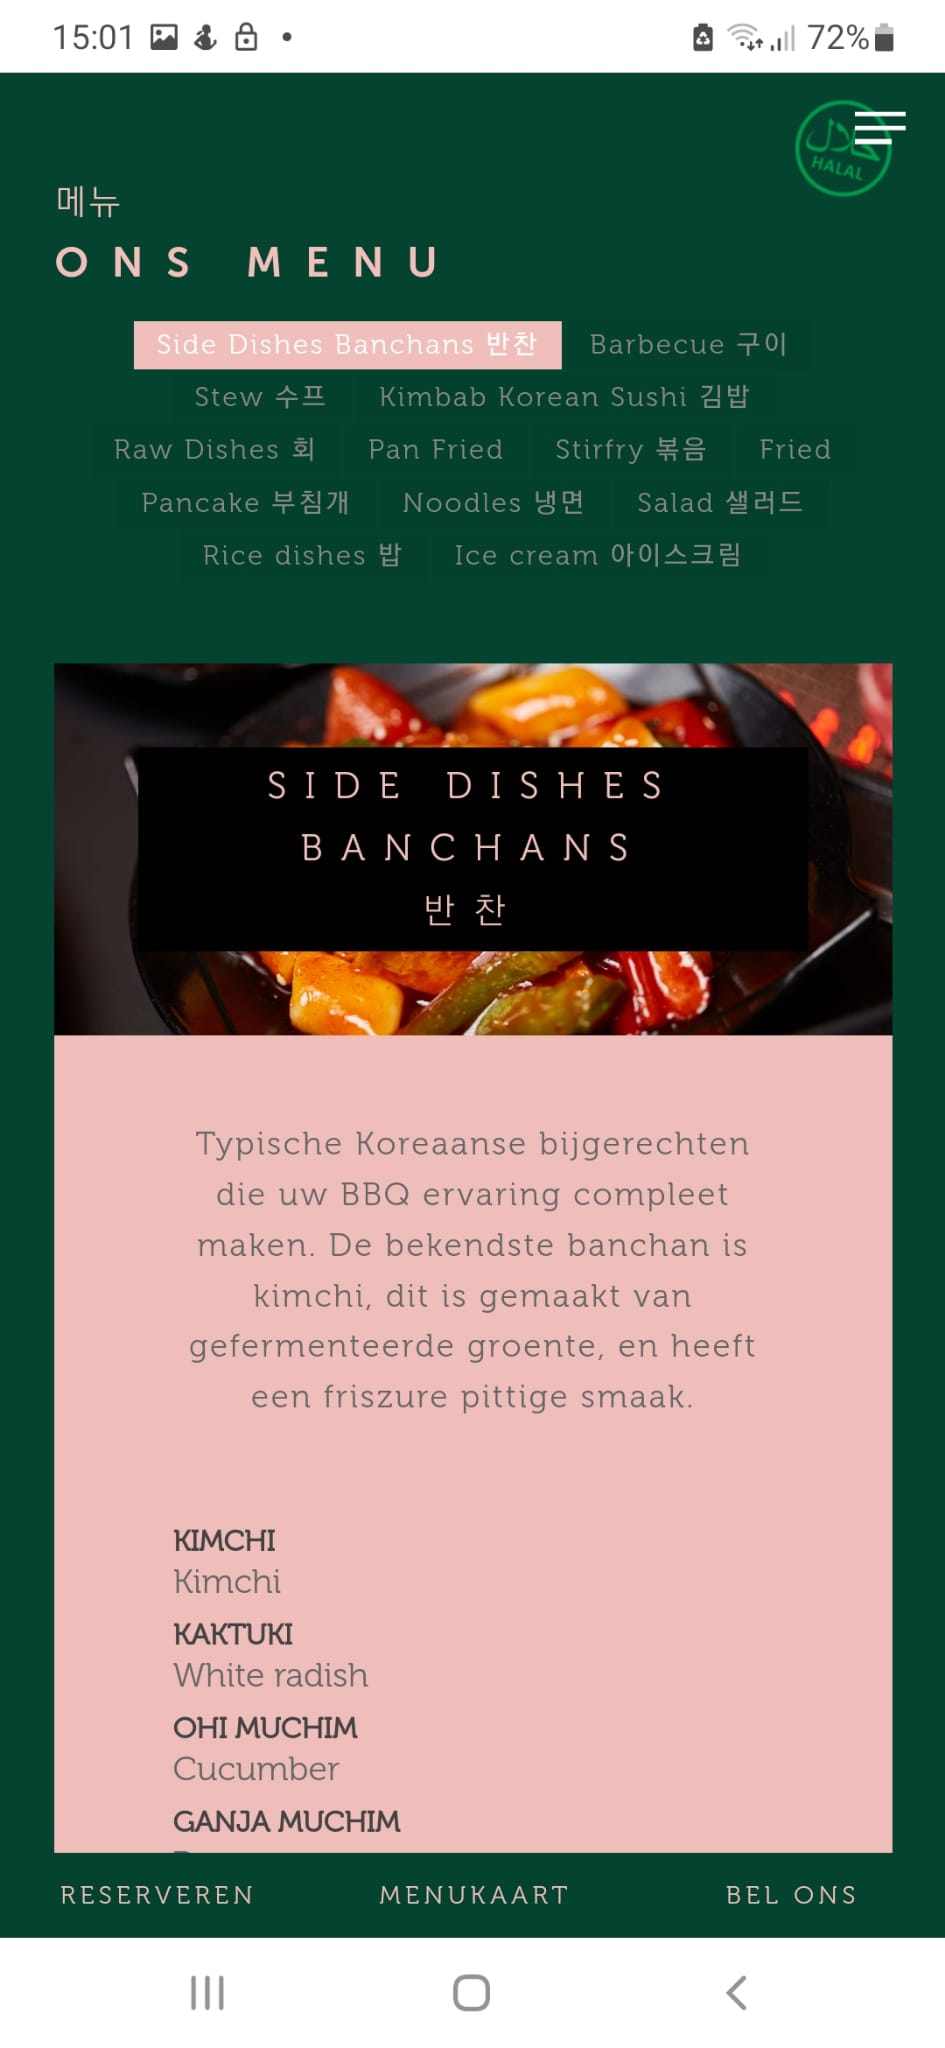 15:01
72%
حلال
HALAL
메뉴
ONS MENU
Side Dishes Banchans 반찬
Barbecue 구이
Stew 수프
Kimbab Korean Sushi 김밥
Raw Dishes 회
Pan Fried
Stirfry 볶음
Fried
Pancake 부침개
Noodles 냉면
Salad 샐러드
Rice dishes 밥
Ice cream 아이스크림
SIDE DISHES
BANCHANS
반찬
Typische Koreaanse bijgerechten
die uw BBQ ervaring compleet
maken. De bekendste banchan is
kimchi, dit is gemaakt van
gefermenteerde groente, en heeft
een friszure pittige smaak.
KIMCHI
Kimchi
KAKTUKI
White radish
OHI MUCHIM
Cucumber
GANJA MUCHIM
RESERVEREN
MENUKAART
BEL ONS